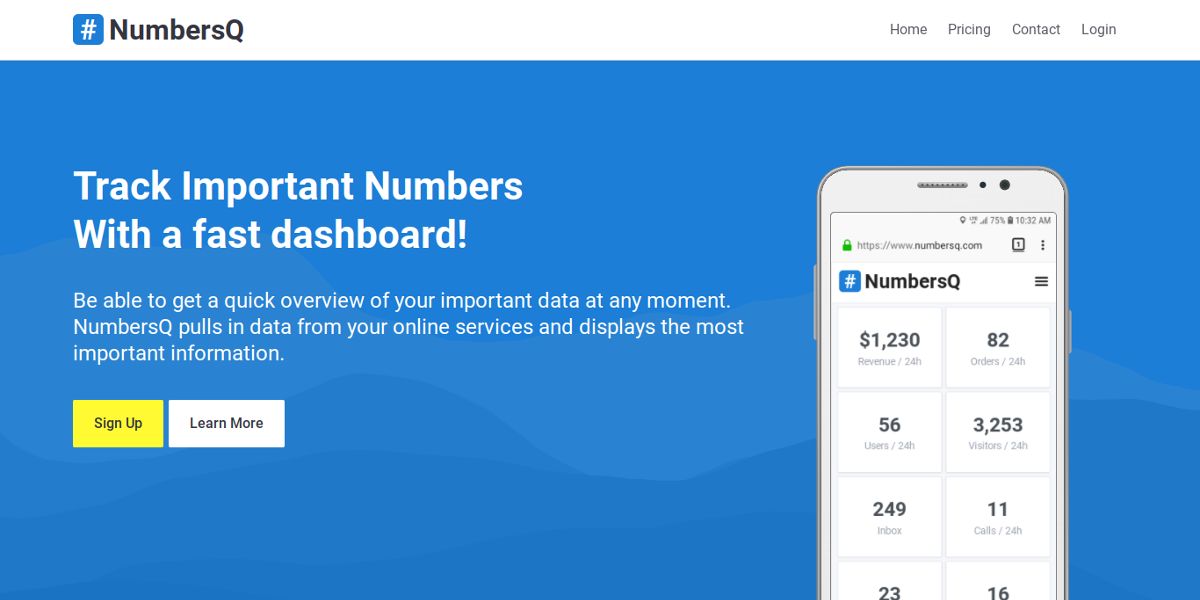 # NumbersQ
Home Pricing Contact Login
Track Important Numbers
With a fast dashboard!
Be able to get a quick overview of your important data at any moment.
NumbersQ pulls in data from your online services and displays the most
important information.
Sign Up Learn More
75% 10:32 AM
https://www.numbersq.com 1
# NumbersQ
$1,230 82
Revenue / 24h Orders / 24h
56 3,253
Users / 24h Visitors / 24h
249 11
Inbox Calls / 24h
23 16